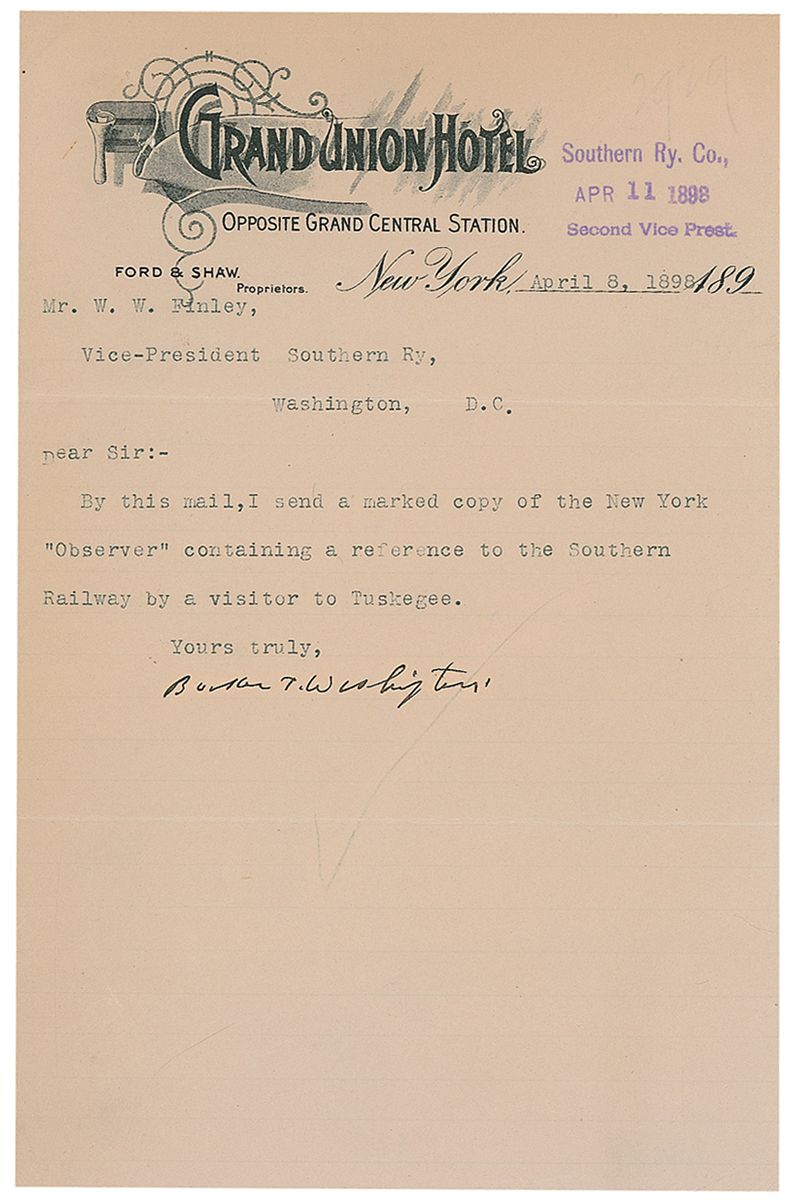 GRAND UNION HOTEL
OPPOSITE GRAND CENTRAL STATION.
Southern Ry. Co.,
APR 11 1898
Second Vice Prest.
FORD & SHAW.
Proprietors.
New York, April 8, 1898 189
Mr. W. W. Finley,
Vice-President Southern Ry,
Washington, D.C.
Dear Sir:-
By this mail,I send a marked copy of the New York
"Observer" containing a reference to the Southern
Railway by a visitor to Tuskegee.
Yours truly,
Booker T. Washington